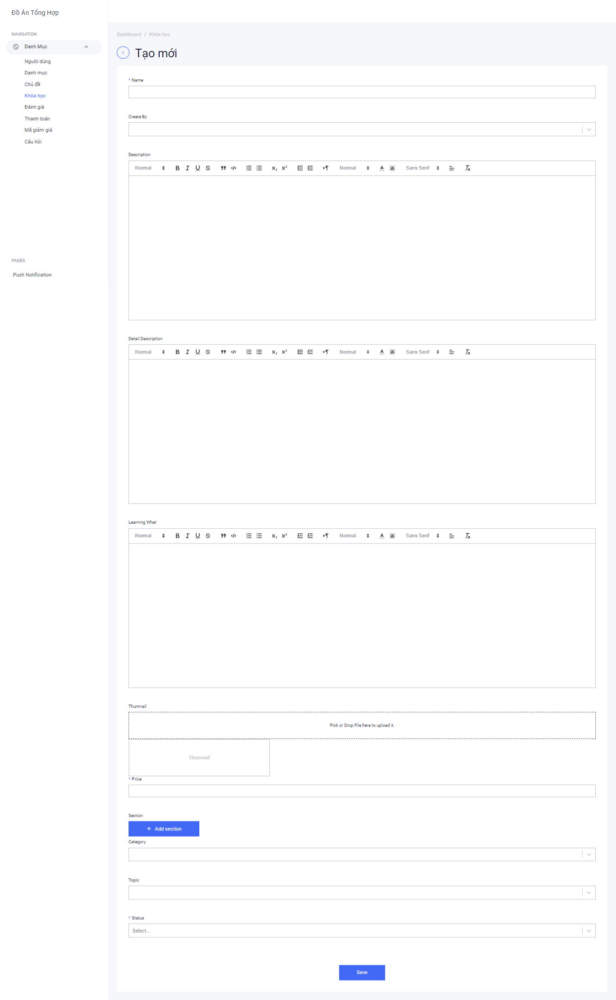 Đồ Án Tổng Hợp
NAVIGATION
Danh Mục
Người dùng
Danh mục
Chủ đề
Khóa học
Đánh giá
Thanh toán
Mã giảm giá
Câu hỏi
PAGES
Push Notification
Dashboard / Khóa học
Tạo mới
* Name
Create By
Description
Normal Normal Sans Serif
Detail Description
Normal Normal Sans Serif
Learning What
Normal Normal Sans Serif
Thumnail
Pick or Drop File here to upload it.
Thumnail
* Price
Section
+ Add section
Category
Topic
* Status
Select...
Save